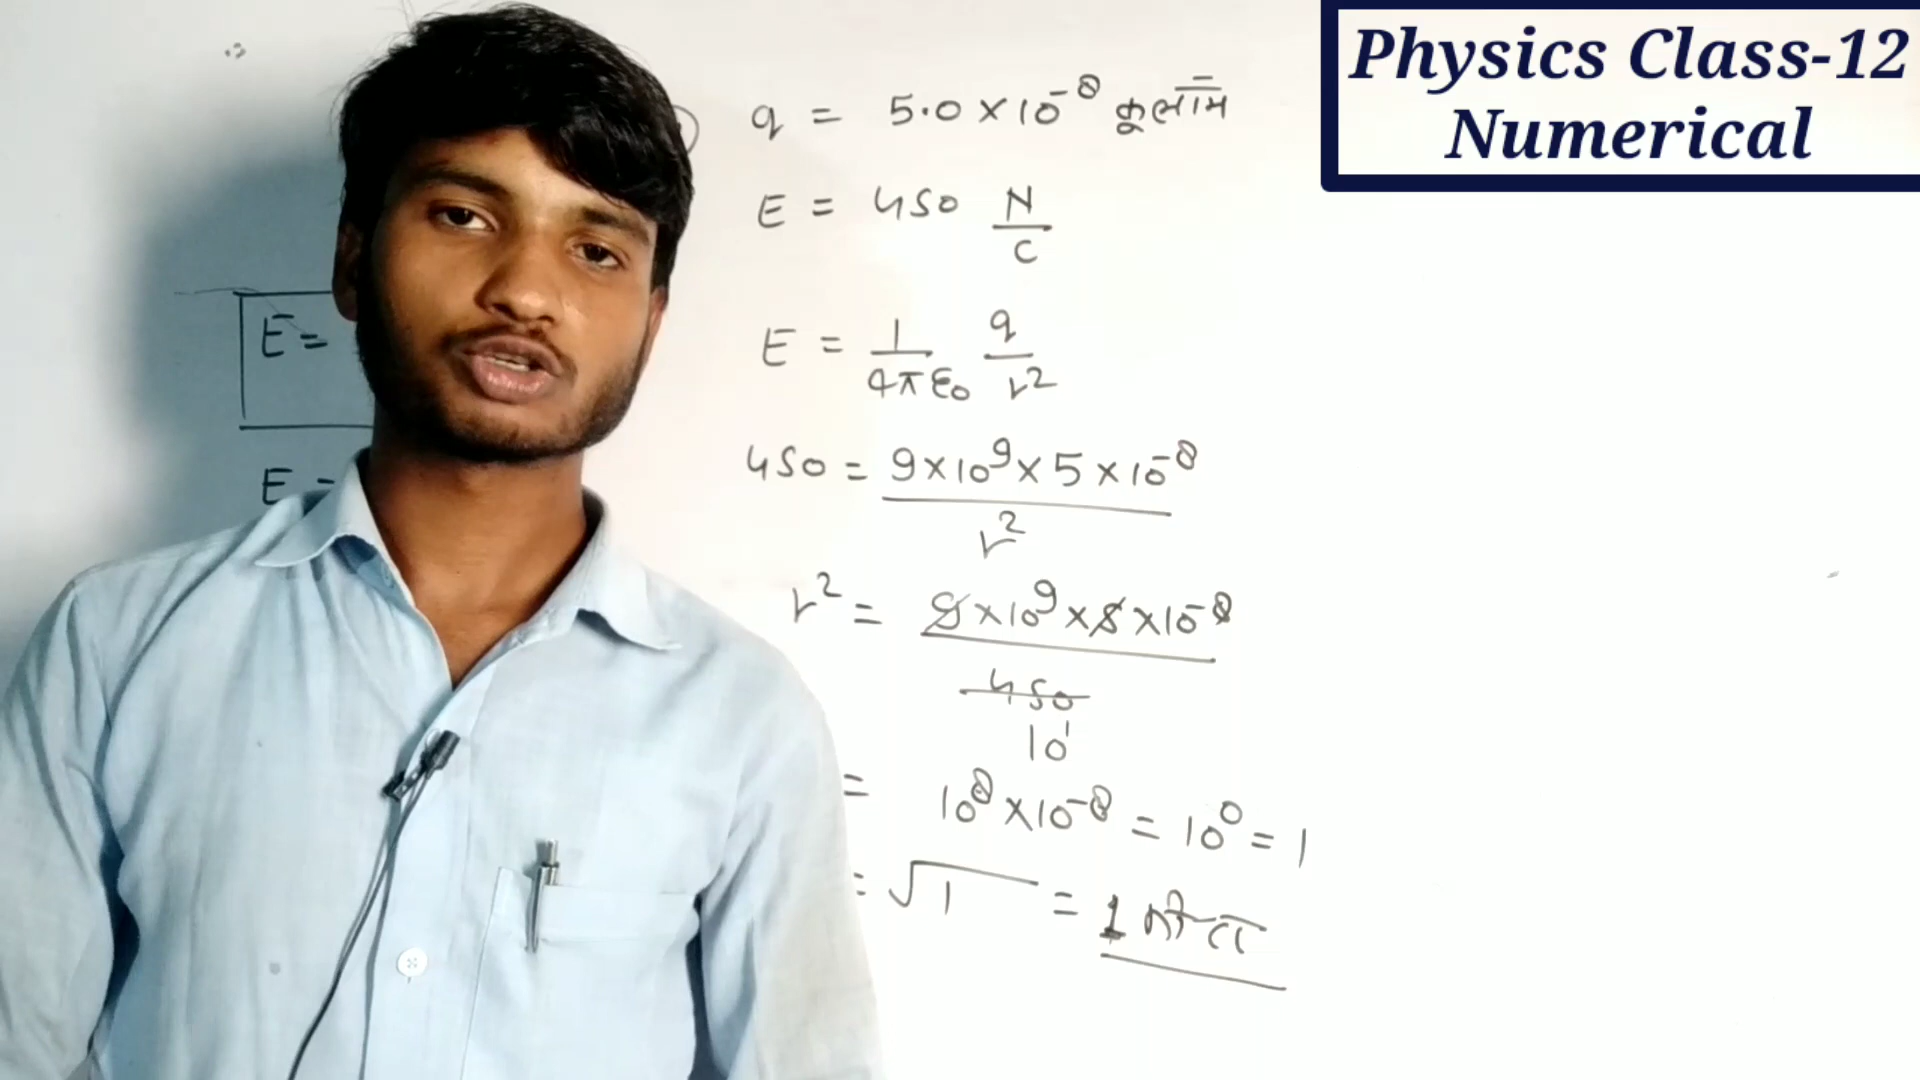 Physics Class-12
Numerical
q = 5.0 × 10⁻⁸ कूलॉम
E = 450 N/C
E = 1/4πε₀ q/r²
450 = 9×10⁹×5×10⁻⁸/r²
r² = 9×10⁹×5×10⁻⁸/450
10¹
= 10⁸×10⁻⁸ = 10⁰ = 1
= √1 = 1 मीटर
E =
E =